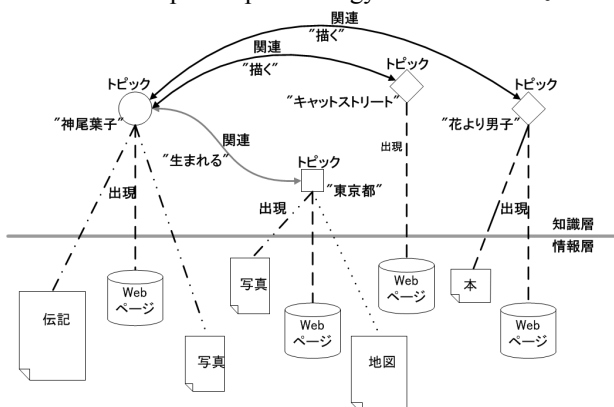 関連
"描く"
関連
"描く"
トピック
トピック
トピック
"キャットストリート"
"神尾葉子"
"花より男子"
関連
"生まれる"
トピック
出現
"東京都"
出現
出現
出現
知識層
情報層
写真
Web
ページ
本
Web
ページ
伝記
Web
ページ
Web
ページ
写真
地図